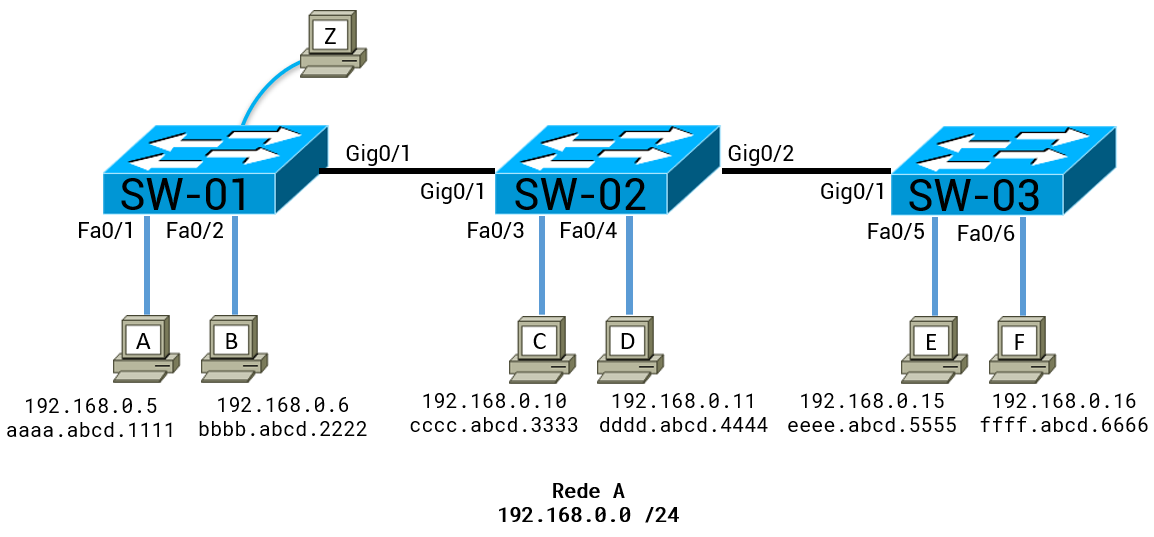 Z
Gig0/1
Gig0/2
Gig0/1
Gig0/1
SW-01
SW-02
SW-03
Fa0/1
Fa0/2
Fa0/3
Fa0/4
Fa0/5
Fa0/6
A
B
C
D
E
F
192.168.0.5
aaaa.abcd.1111
192.168.0.6
bbbb.abcd.2222
192.168.0.10
cccc.abcd.3333
192.168.0.11
dddd.abcd.4444
192.168.0.15
eeee.abcd.5555
192.168.0.16
ffff.abcd.6666
Rede A
192.168.0.0 /24